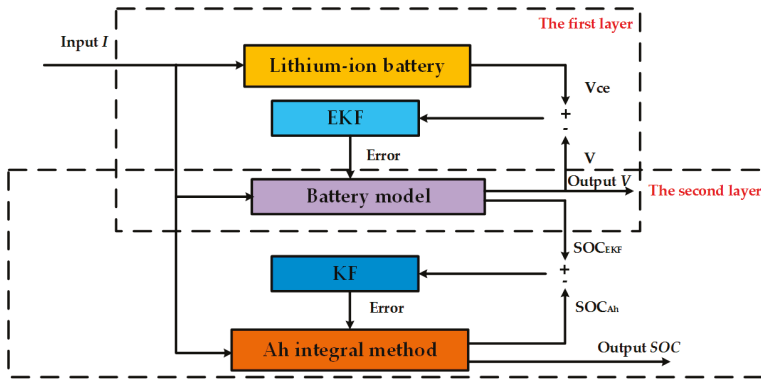 The first layer
Input I
Lithium-ion battery
Vce
EKF
+
-
Error
V
Output V
The second layer
Battery model
SOCEKF
KF
+
-
Error
SOCAh
Ah integral method
Output SOC